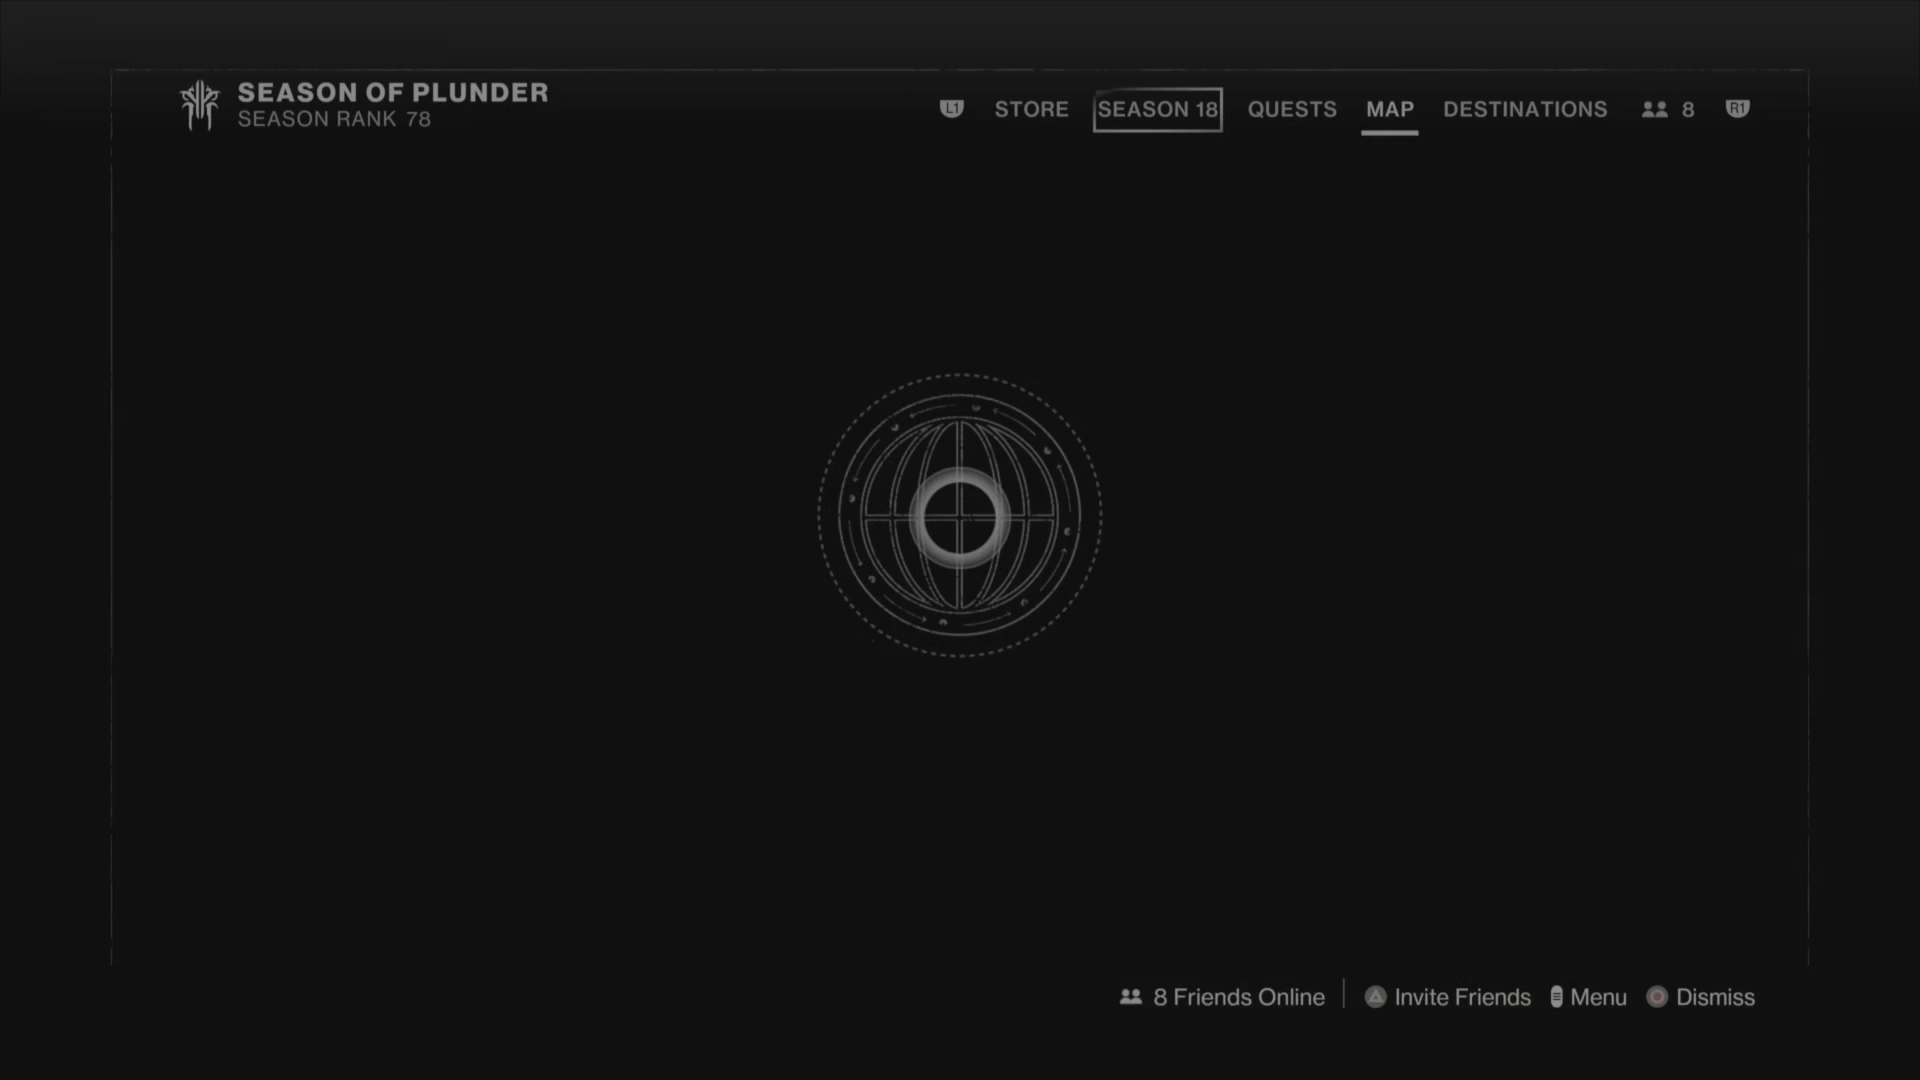 SEASON OF PLUNDER
SEASON RANK 78
L1 STORE SEASON 18 QUESTS MAP DESTINATIONS 8 R1
8 Friends Online Invite Friends Menu Dismiss